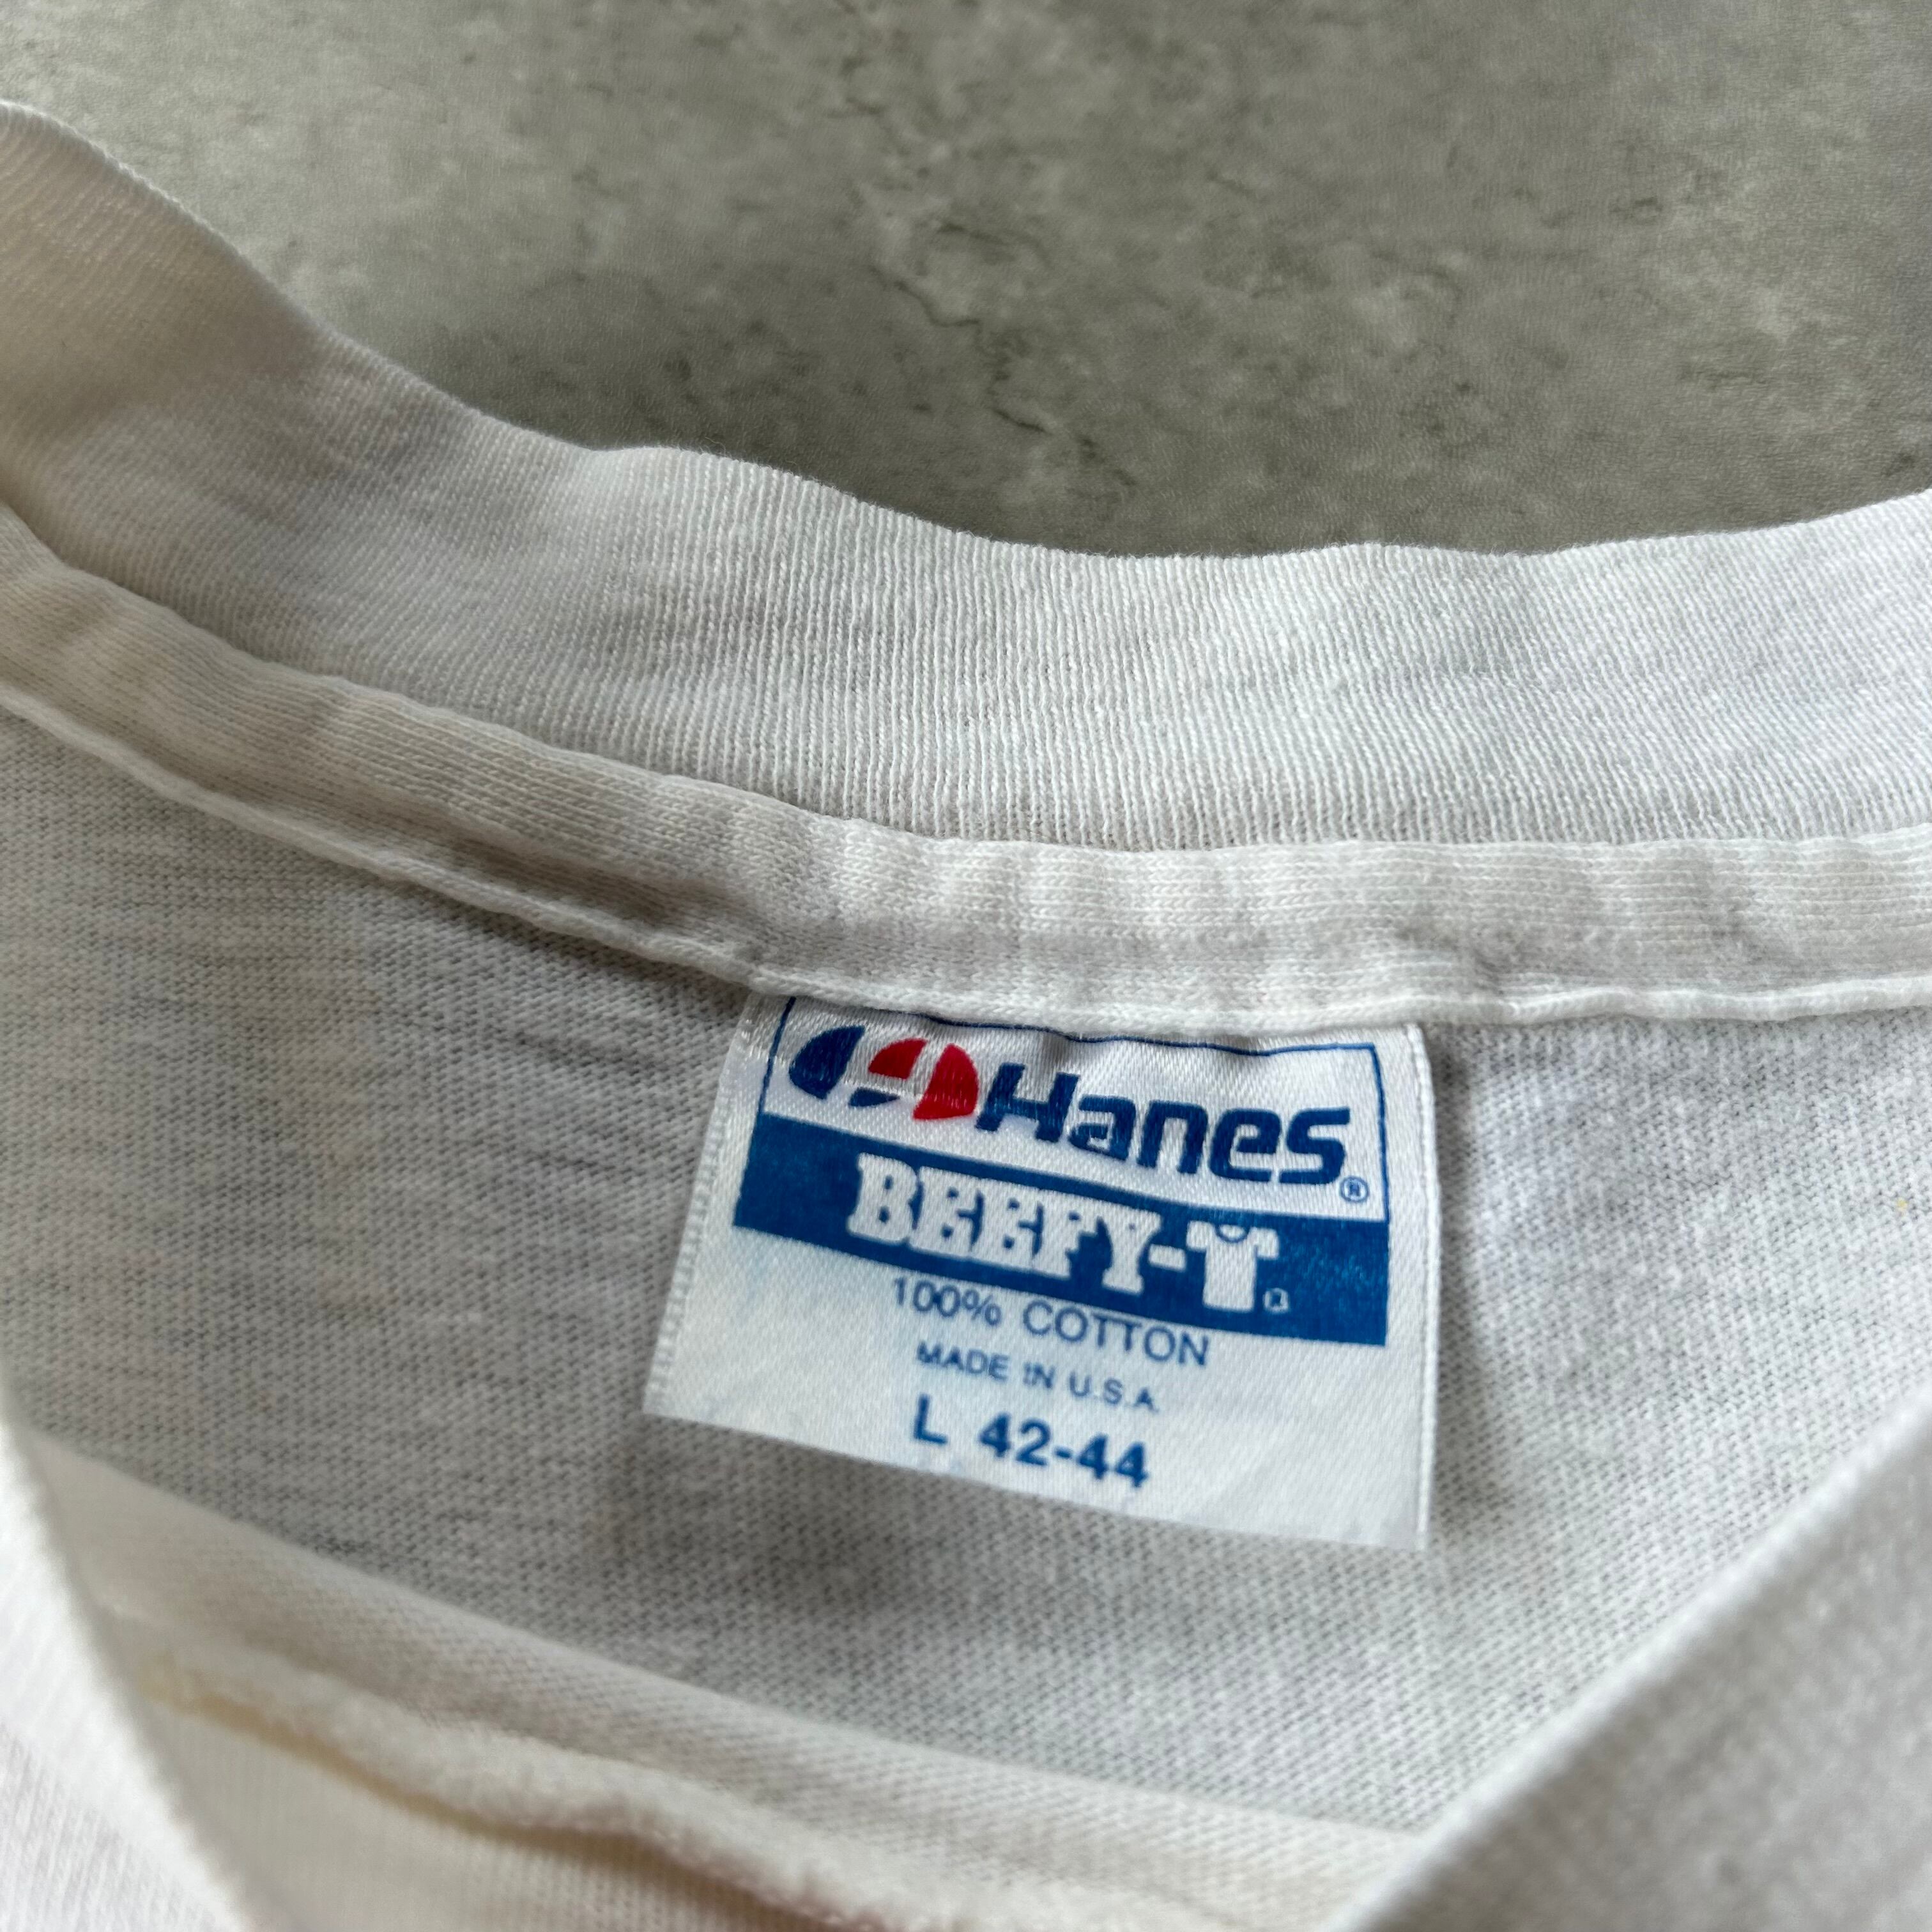 Hanes®
BEEFY-T®
100% COTTON
MADE IN U.S.A.
L 42-44